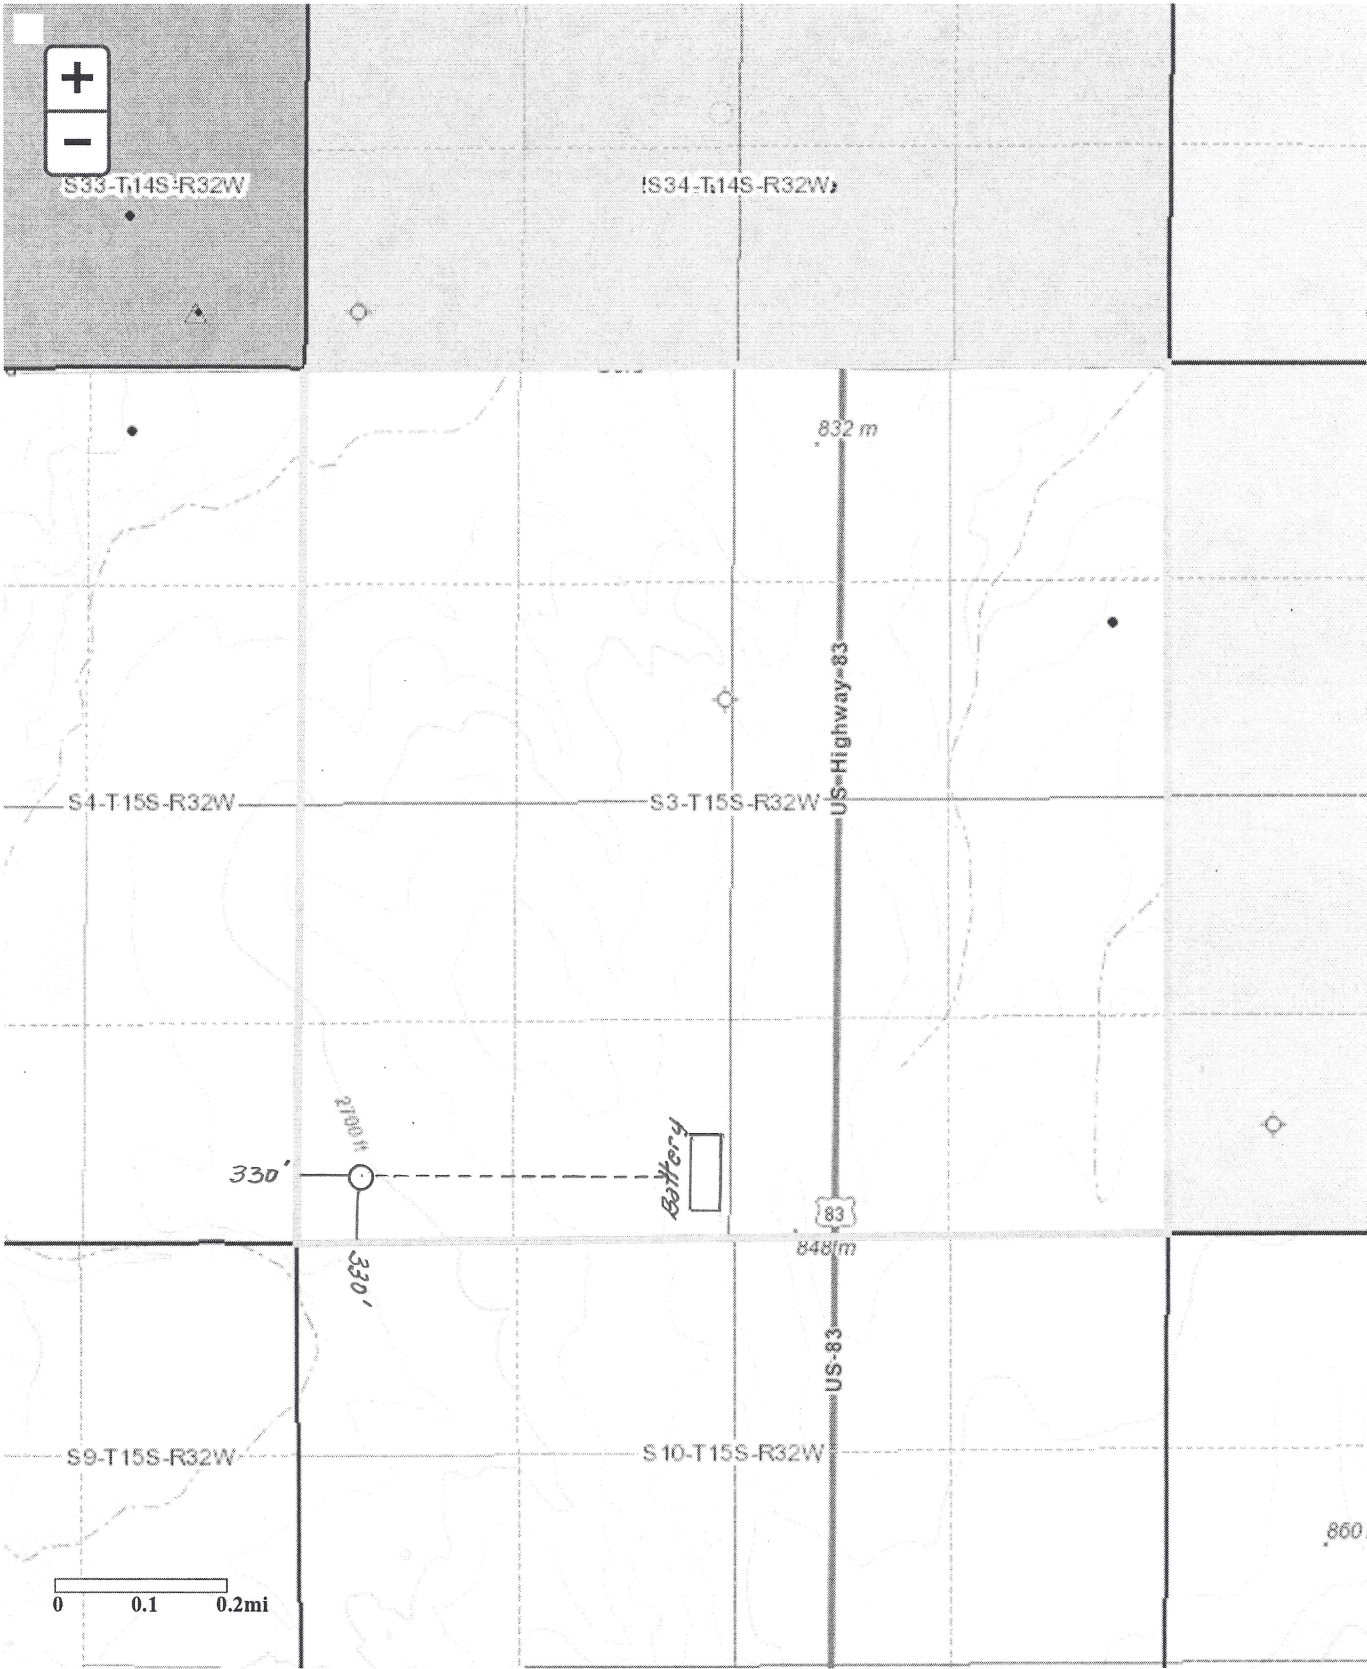 +
−
S33-T14S-R32W
S34-T14S-R32W
832 m
US-Highway-83
S4-T15S-R32W
S3-T15S-R32W
2700 ft
330'
Battery
83
848 m
330'
US-83
S9-T15S-R32W
S10-T15S-R32W
860
0 0.1 0.2mi